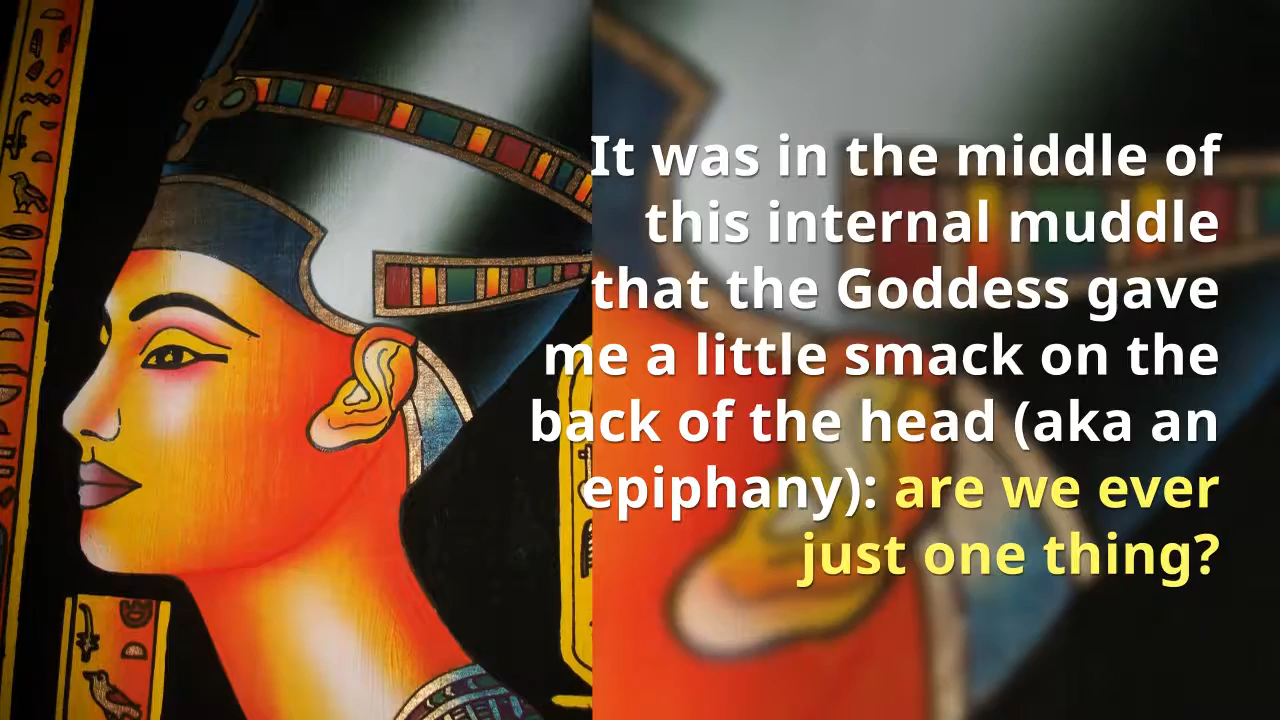 It was in the middle of
this internal muddle
that the Goddess gave
me a little smack on the
back of the head (aka an
epiphany): are we ever
just one thing?